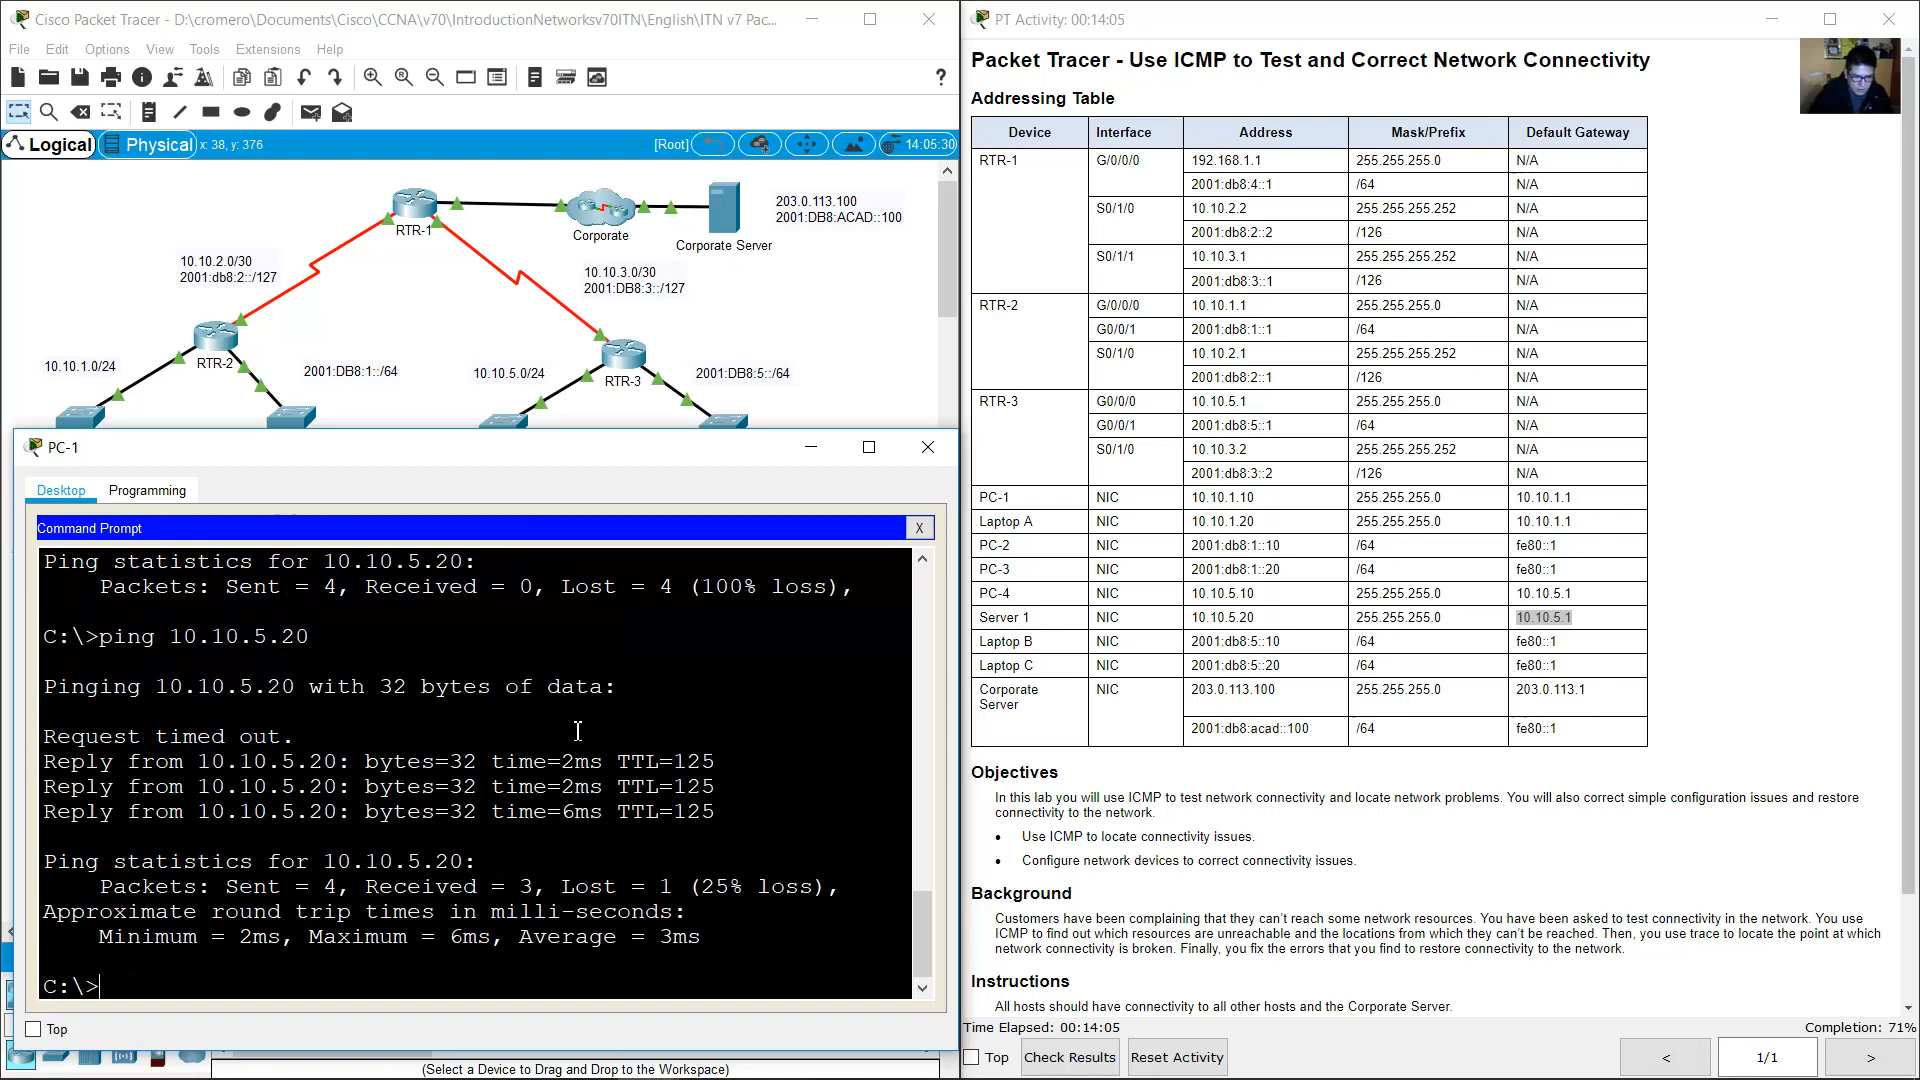 Cisco Packet Tracer - D:\cromero\Documents\Cisco\CCNA\v70\IntroductionNetworksv70ITN\English\ITN v7 Pac...
File Edit Options View Tools Extensions Help
?
Logical Physical x: 38, y: 376 [Root] 14:05:30
203.0.113.100
2001:DB8:ACAD::100
RTR-1
Corporate
Corporate Server
10.10.2.0/30
2001:db8:2::/127
10.10.3.0/30
2001:DB8:3::/127
RTR-2
10.10.1.0/24
2001:DB8:1::/64
10.10.5.0/24
RTR-3
2001:DB8:5::/64
PC-1
Desktop Programming
Command Prompt X
Ping statistics for 10.10.5.20:
Packets: Sent = 4, Received = 0, Lost = 4 (100% loss),
C:\>ping 10.10.5.20
Pinging 10.10.5.20 with 32 bytes of data:
Request timed out.
Reply from 10.10.5.20: bytes=32 time=2ms TTL=125
Reply from 10.10.5.20: bytes=32 time=2ms TTL=125
Reply from 10.10.5.20: bytes=32 time=6ms TTL=125
Ping statistics for 10.10.5.20:
Packets: Sent = 4, Received = 3, Lost = 1 (25% loss),
Approximate round trip times in milli-seconds:
Minimum = 2ms, Maximum = 6ms, Average = 3ms
C:\>
Top
(Select a Device to Drag and Drop to the Workspace)
PT Activity: 00:14:05
Packet Tracer - Use ICMP to Test and Correct Network Connectivity
Addressing Table
Device Interface Address Mask/Prefix Default Gateway
RTR-1 G/0/0/0 192.168.1.1 255.255.255.0 N/A
2001:db8:4::1 /64 N/A
S0/1/0 10.10.2.2 255.255.255.252 N/A
2001:db8:2::2 /126 N/A
S0/1/1 10.10.3.1 255.255.255.252 N/A
2001:db8:3::1 /126 N/A
RTR-2 G/0/0/0 10.10.1.1 255.255.255.0 N/A
G0/0/1 2001:db8:1::1 /64 N/A
S0/1/0 10.10.2.1 255.255.255.252 N/A
2001:db8:2::1 /126 N/A
RTR-3 G0/0/0 10.10.5.1 255.255.255.0 N/A
G0/0/1 2001:db8:5::1 /64 N/A
S0/1/0 10.10.3.2 255.255.255.252 N/A
2001:db8:3::2 /126 N/A
PC-1 NIC 10.10.1.10 255.255.255.0 10.10.1.1
Laptop A NIC 10.10.1.20 255.255.255.0 10.10.1.1
PC-2 NIC 2001:db8:1::10 /64 fe80::1
PC-3 NIC 2001:db8:1::20 /64 fe80::1
PC-4 NIC 10.10.5.10 255.255.255.0 10.10.5.1
Server 1 NIC 10.10.5.20 255.255.255.0 10.10.5.1
Laptop B NIC 2001:db8:5::10 /64 fe80::1
Laptop C NIC 2001:db8:5::20 /64 fe80::1
Corporate Server NIC 203.0.113.100 255.255.255.0 203.0.113.1
2001:db8:acad::100 /64 fe80::1
Objectives
In this lab you will use ICMP to test network connectivity and locate network problems. You will also correct simple configuration issues and restore
connectivity to the network.
• Use ICMP to locate connectivity issues.
• Configure network devices to correct connectivity issues.
Background
Customers have been complaining that they can't reach some network resources. You have been asked to test connectivity in the network. You use
ICMP to find out which resources are unreachable and the locations from which they can't be reached. Then, you use trace to locate the point at which
network connectivity is broken. Finally, you fix the errors that you find to restore connectivity to the network.
Instructions
All hosts should have connectivity to all other hosts and the Corporate Server.
Time Elapsed: 00:14:05 Completion: 71%
Top Check Results Reset Activity < 1/1 >